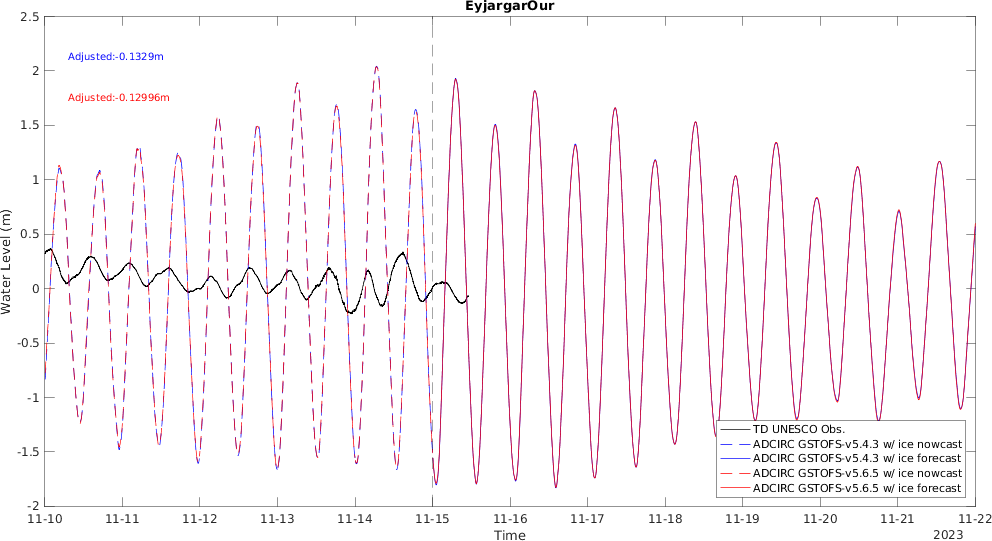 EyjargarOur
Adjusted:-0.1329m
Adjusted:-0.12996m
2.5
2
1.5
1
0.5
0
-0.5
-1
-1.5
-2
Water Level (m)
TD UNESCO Obs.
ADCIRC GSTOFS-v5.4.3 w/ ice nowcast
ADCIRC GSTOFS-v5.4.3 w/ ice forecast
ADCIRC GSTOFS-v5.6.5 w/ ice nowcast
ADCIRC GSTOFS-v5.6.5 w/ ice forecast
11-10 11-11 11-12 11-13 11-14 11-15 11-16 11-17 11-18 11-19 11-20 11-21 11-22
Time
2023